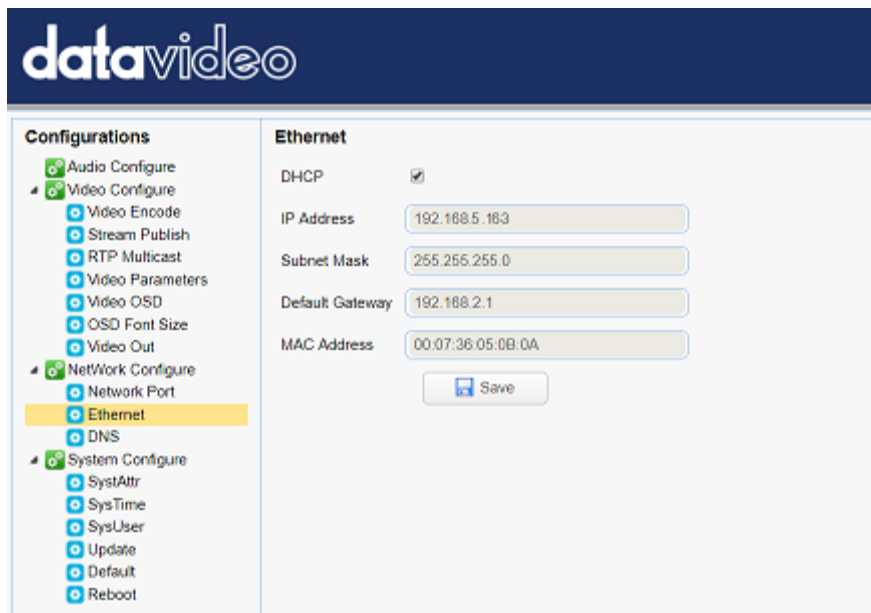 datavideo
Configurations
Audio Configure
Video Configure
Video Encode
Stream Publish
RTP Multicast
Video Parameters
Video OSD
OSD Font Size
Video Out
NetWork Configure
Network Port
Ethernet
DNS
System Configure
SystAttr
SysTime
SysUser
Update
Default
Reboot
Ethernet
DHCP
IP Address 192.168.5.163
Subnet Mask 255.255.255.0
Default Gateway 192.168.2.1
MAC Address 00:07:36:05:0B:0A
Save